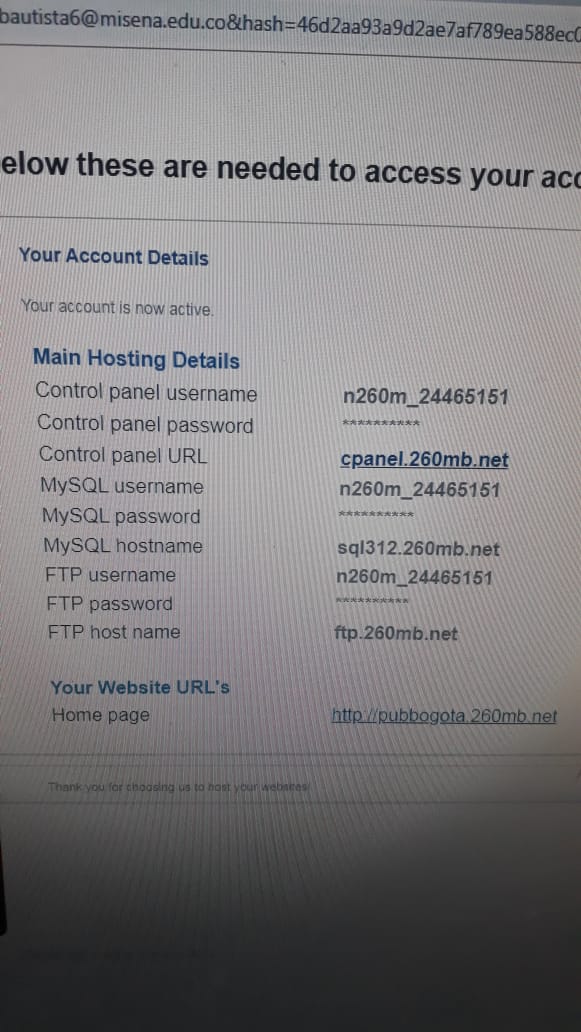 bautista6@misena.edu.co&hash=46d2aa93a9d2ae7af789ea588ec0
elow these are needed to access your acc
Your Account Details
Your account is now active.
Main Hosting Details
Control panel username n260m_24465151
Control panel password **********
Control panel URL cpanel.260mb.net
MySQL username n260m_24465151
MySQL password **********
MySQL hostname sql312.260mb.net
FTP username n260m_24465151
FTP password **********
FTP host name ftp.260mb.net
Your Website URL's
Home page http://pubbogota.260mb.net
Thank you for choosing us to host your websites!